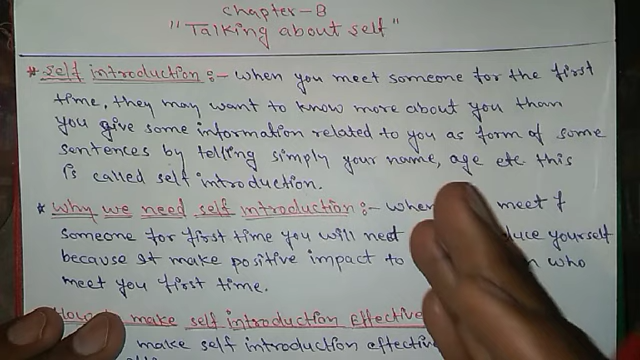 chapter-B
"Talking about self"
* self introduction :- when you meet someone for the first
time, they may want to know more about you than
you give some information related to you as form of some
sentences by telling simply your name, age etc this
is called self introduction.
* Why we need self introduction :- when meet
someone for first time you will need yourself
because It make positive impact to who
meet you first time.
make self introduction Effective
make self introduction